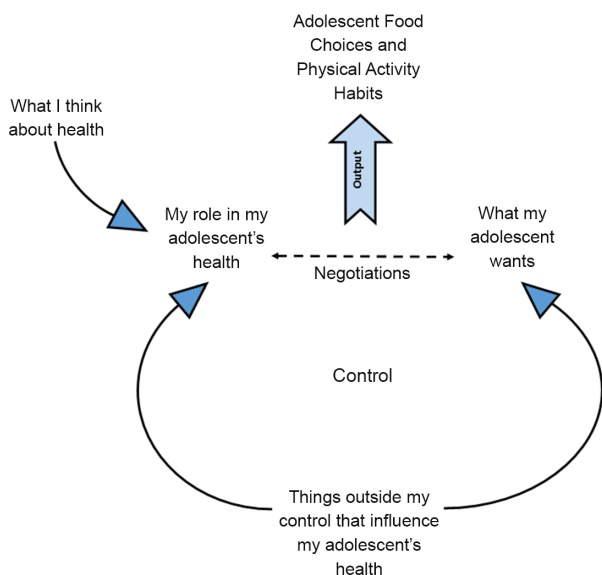 Adolescent Food
Choices and
Physical Activity
Habits
What I think
about health
Output
My role in my
adolescent's
health
What my
adolescent
wants
Negotiations
Control
Things outside my
control that influence
my adolescent's
health